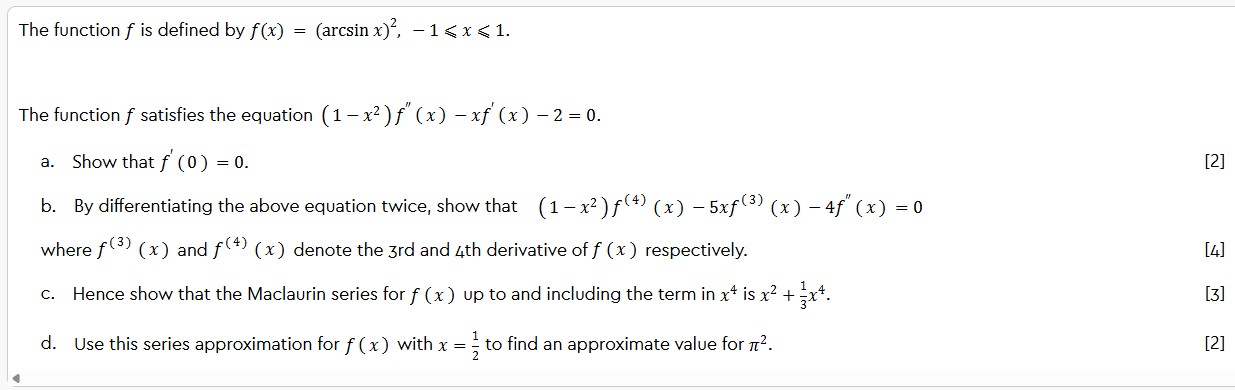 The function f is defined by f(x) = (arcsin x)², − 1 ⩽ x ⩽ 1.
The function f satisfies the equation (1 − x²) f″ (x) − xf′ (x) − 2 = 0.
a. Show that f′ (0) = 0. [2]
b. By differentiating the above equation twice, show that (1 − x²) f⁽⁴⁾ (x) − 5xf⁽³⁾ (x) − 4f″ (x) = 0
where f⁽³⁾ (x) and f⁽⁴⁾ (x) denote the 3rd and 4th derivative of f (x) respectively. [4]
c. Hence show that the Maclaurin series for f (x) up to and including the term in x⁴ is x² + 1/3 x⁴. [3]
d. Use this series approximation for f (x) with x = 1/2 to find an approximate value for π². [2]